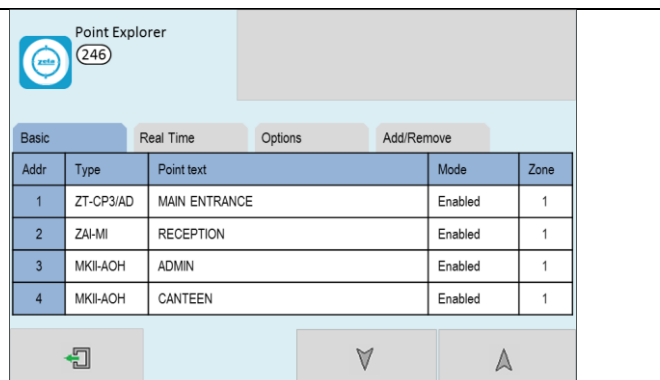 Point Explorer
246
zeta
Basic Real Time Options Add/Remove
Addr Type Point text Mode Zone
1 ZT-CP3/AD MAIN ENTRANCE Enabled 1
2 ZAI-MI RECEPTION Enabled 1
3 MKII-AOH ADMIN Enabled 1
4 MKII-AOH CANTEEN Enabled 1